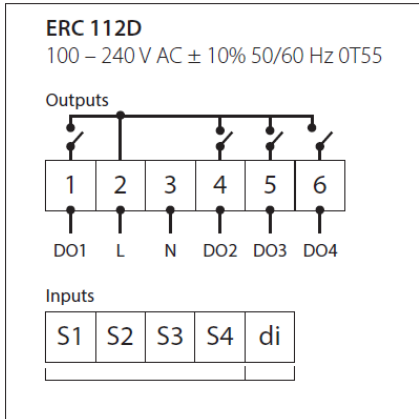 ERC 112D
100 – 240 V AC ± 10% 50/60 Hz 0T55
Outputs
1 2 3 4 5 6
DO1 L N DO2 DO3 DO4
Inputs
S1 S2 S3 S4 di